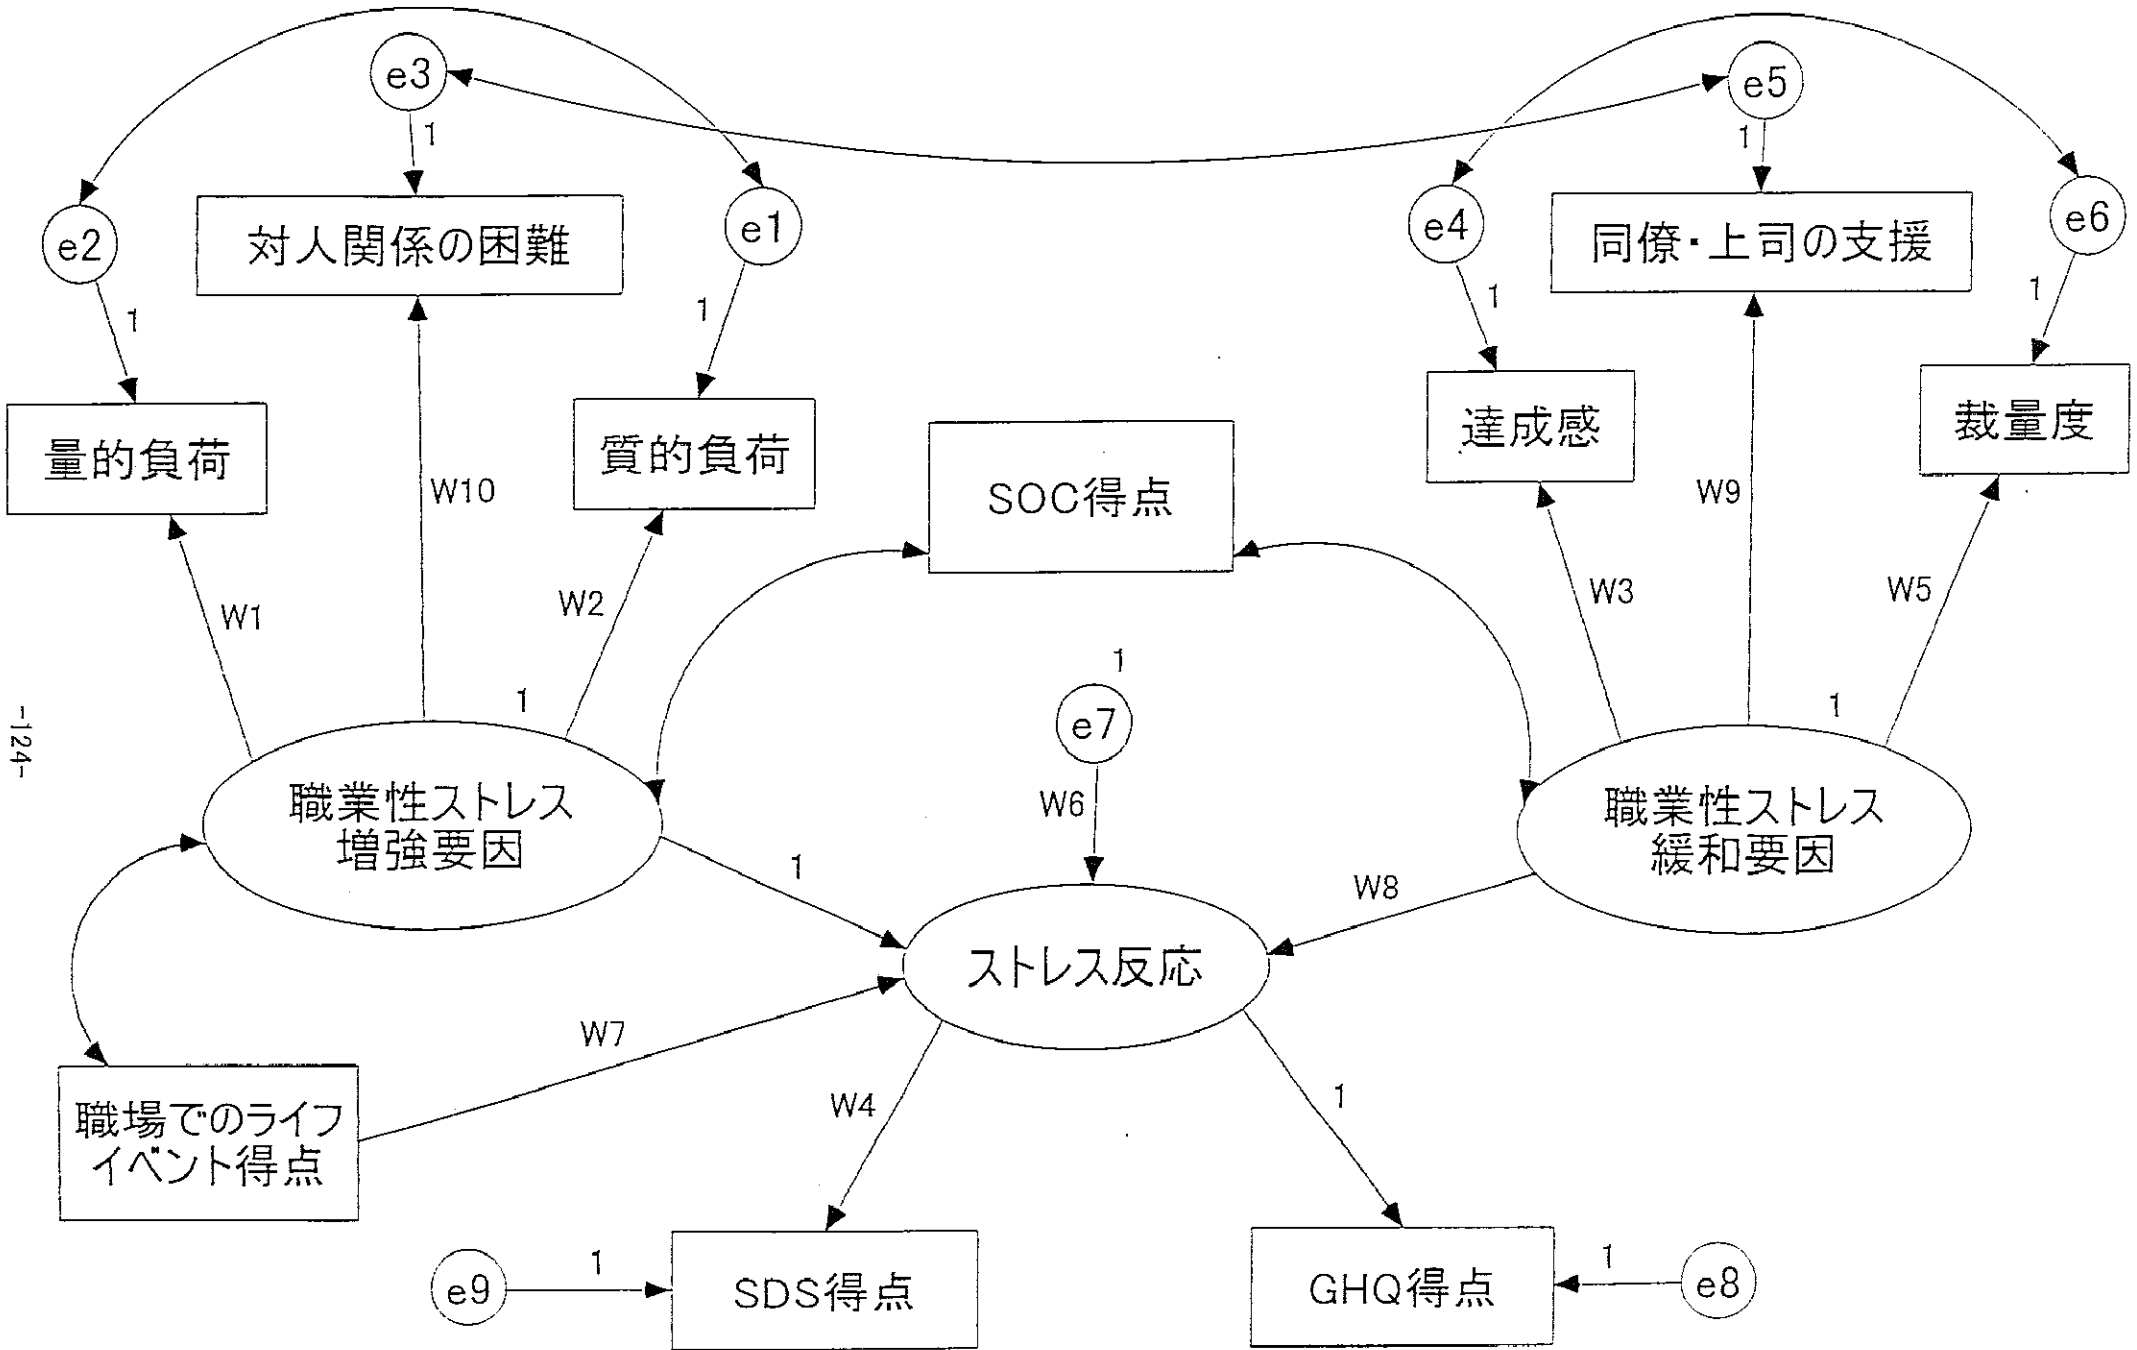 e3
e5
1
1
e2
対人関係の困難
e1
e4
同僚・上司の支援
e6
1
1
1
1
量的負荷
質的負荷
達成感
裁量度
SOC得点
W10
W9
W1
W2
W3
W5
1
1
1
e7
W6
職業性ストレス
増強要因
職業性ストレス
緩和要因
1
W8
ストレス反応
W7
職場でのライフ
イベント得点
W4
1
e9
1
SDS得点
GHQ得点
1
e8
-124-